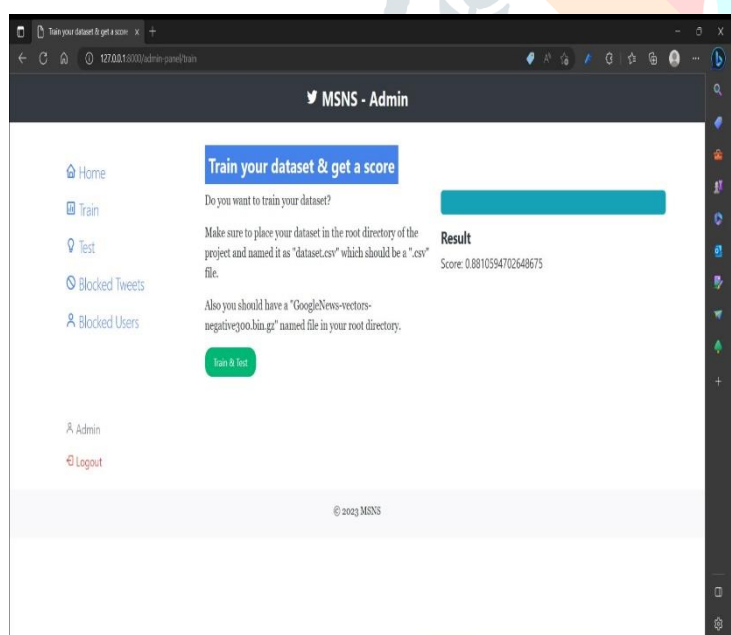 Train your dataset & get a score
127.0.0.1:8000/admin-panel/train
MSNS - Admin
Home
Train
Test
Blocked Tweets
Blocked Users
Admin
Logout
Train your dataset & get a score
Do you want to train your dataset?
Make sure to place your dataset in the root directory of the
project and named it as "dataset.csv" which should be a ".csv"
file.
Also you should have a "GoogleNews-vectors-
negative300.bin.gz" named file in your root directory.
Train & Test
Result
Score: 0.8810594702648675
© 2023 MSNS